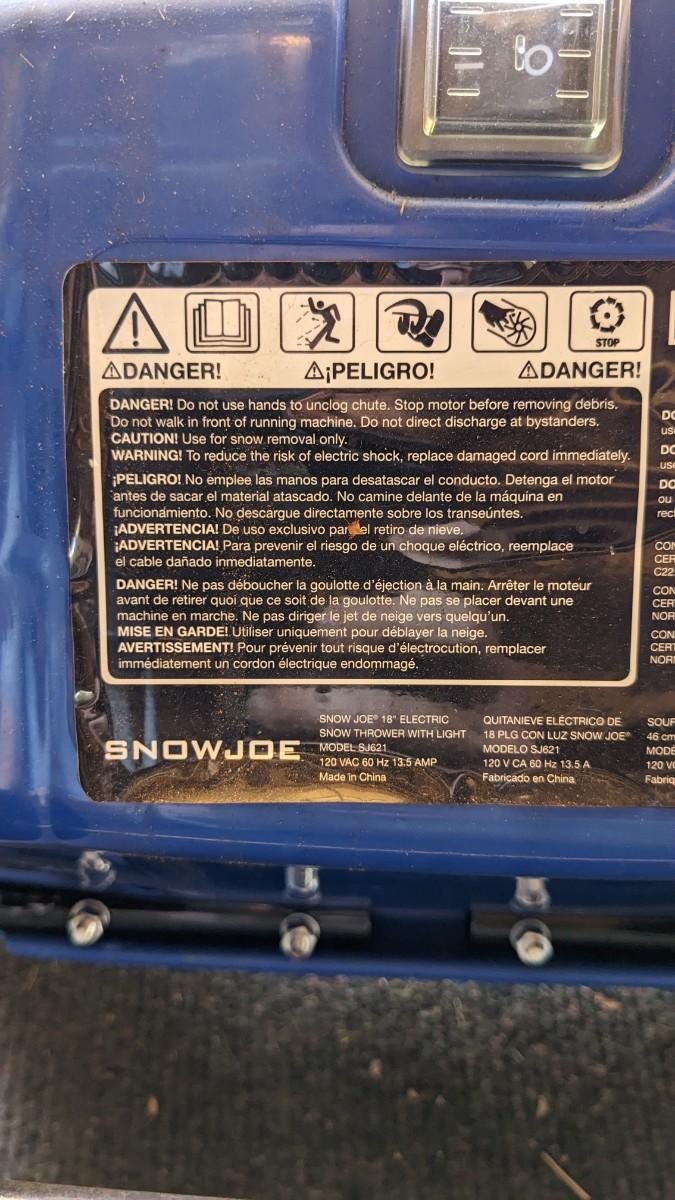 STOP
⚠DANGER! ⚠¡PELIGRO! ⚠DANGER!
DANGER! Do not use hands to unclog chute. Stop motor before removing debris.
Do not walk in front of running machine. Do not direct discharge at bystanders.
CAUTION! Use for snow removal only.
WARNING! To reduce the risk of electric shock, replace damaged cord immediately.
¡PELIGRO! No emplee las manos para desatascar el conducto. Detenga el motor
antes de sacar el material atascado. No camine delante de la máquina en
funcionamiento. No descargue directamente sobre los transeúntes.
¡ADVERTENCIA! De uso exclusivo para el retiro de nieve.
¡ADVERTENCIA! Para prevenir el riesgo de un choque eléctrico, reemplace
el cable dañado inmediatamente.
DANGER! Ne pas déboucher la goulotte d'éjection à la main. Arrêter le moteur
avant de retirer quoi que ce soit de la goulotte. Ne pas se placer devant une
machine en marche. Ne pas diriger le jet de neige vers quelqu'un.
MISE EN GARDE! Utiliser uniquement pour déblayer la neige.
AVERTISSEMENT! Pour prévenir tout risque d'électrocution, remplacer
immédiatement un cordon électrique endommagé.
SNOWJOE
SNOW JOE® 18" ELECTRIC
SNOW THROWER WITH LIGHT
MODEL SJ621
120 VAC 60 Hz 13.5 AMP
Made in China
QUITANIEVE ELÉCTRICO DE
18 PLG CON LUZ SNOW JOE®
MODELO SJ621
120 V CA 60 Hz 13.5 A
Fabricado en China
46 cm
120 V
C22